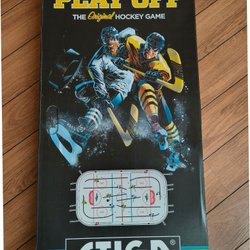 PLAY OFF
THE Original HOCKEY GAME
STIGA®